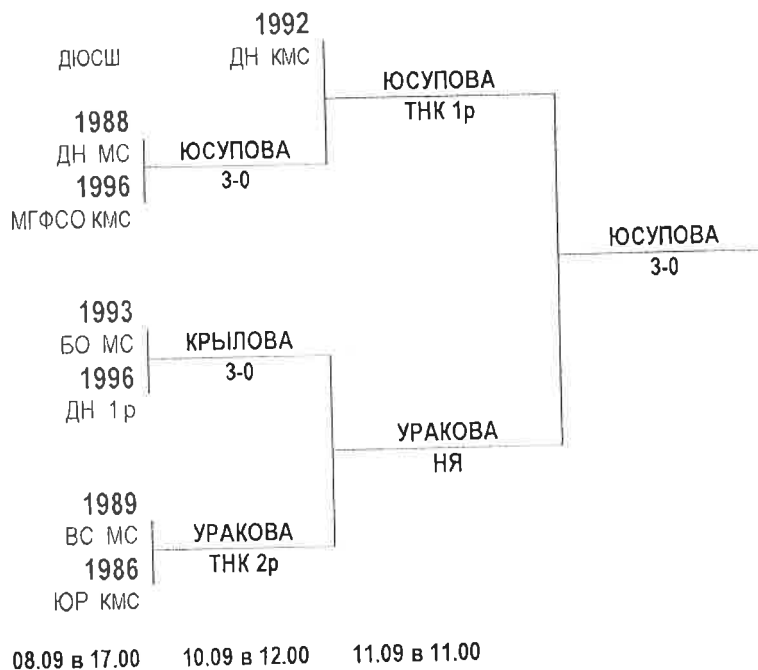 1992
ДЮСШ ДН КМС
ЮСУПОВА
ТНК 1р
1988
ДН МС
ЮСУПОВА
1996
3-0
МГФСО КМС
ЮСУПОВА
3-0
1993
БО МС
КРЫЛОВА
1996
3-0
ДН 1р
УРАКОВА
НЯ
1989
ВС МС
УРАКОВА
1986
ТНК 2р
ЮР КМС
08.09 в 17.00 10.09 в 12.00 11.09 в 11.00